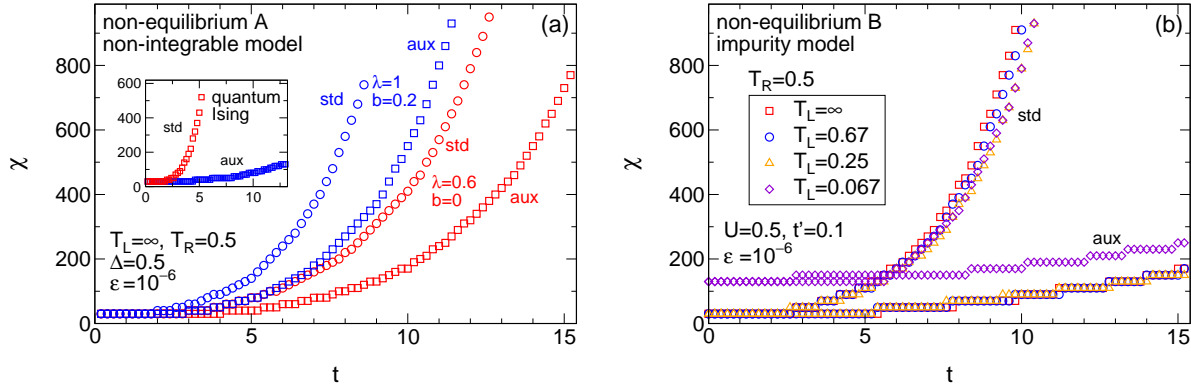 non-equilibrium A
non-integrable model
(a)
800
600
400
200
0
χ
0
5
10
15
t
600
400
200
0
0
5
10
quantum
Ising
std
aux
std
λ=1
b=0.2
aux
std
λ=0.6
b=0
aux
T_L=∞, T_R=0.5
Δ=0.5
ε=10^-6
non-equilibrium B
impurity model
(b)
T_R=0.5
T_L=∞
T_L=0.67
T_L=0.25
T_L=0.067
std
aux
U=0.5, t'=0.1
ε=10^-6
800
600
400
200
0
χ
0
5
10
15
t